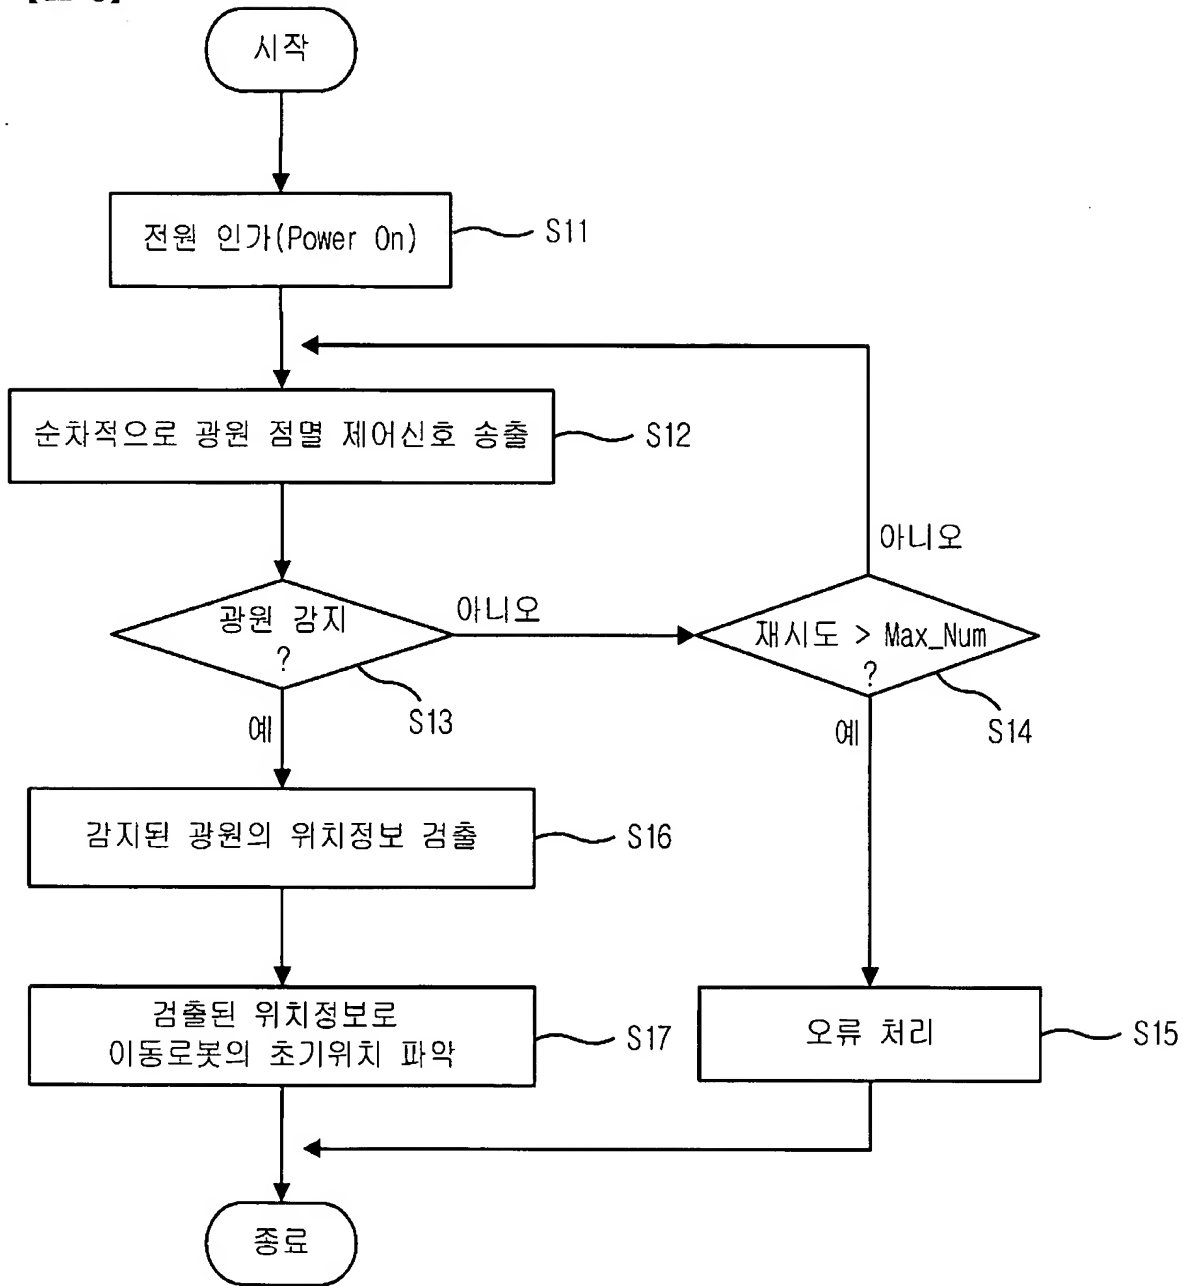 시작
전원 인가(Power On)
S11
순차적으로 광원 점멸 제어신호 송출
S12
아니오
광원 감지
?
아니오
재시도 > Max_Num
?
S13
S14
예
예
감지된 광원의 위치정보 검출
S16
검출된 위치정보로
이동로봇의 초기위치 파악
S17
오류 처리
S15
종료